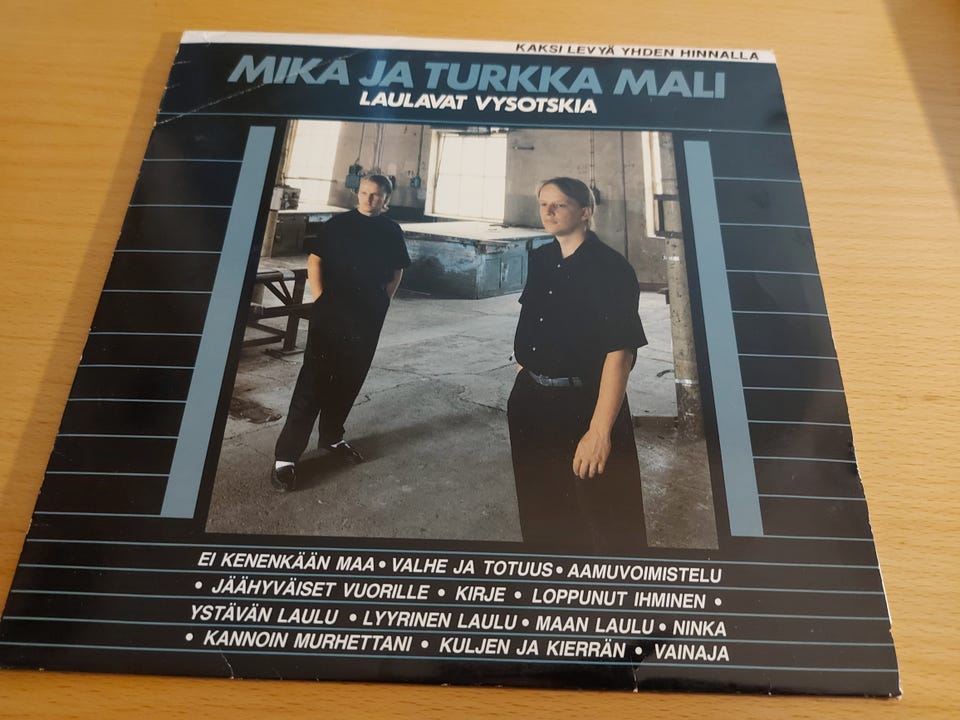 KAKSI LEVYÄ YHDEN HINNALLA
MIKA JA TURKKA MALI
LAULAVAT VYSOTSKIA
EI KENENKÄÄN MAA • VALHE JA TOTUUS • AAMUVOIMISTELU
• JÄÄHYVÄISET VUORILLE • KIRJE • LOPPUNUT IHMINEN •
YSTÄVÄN LAULU • LYYRINEN LAULU • MAAN LAULU • NINKA
• KANNOIN MURHETTANI • KULJEN JA KIERRÄN • VAINAJA